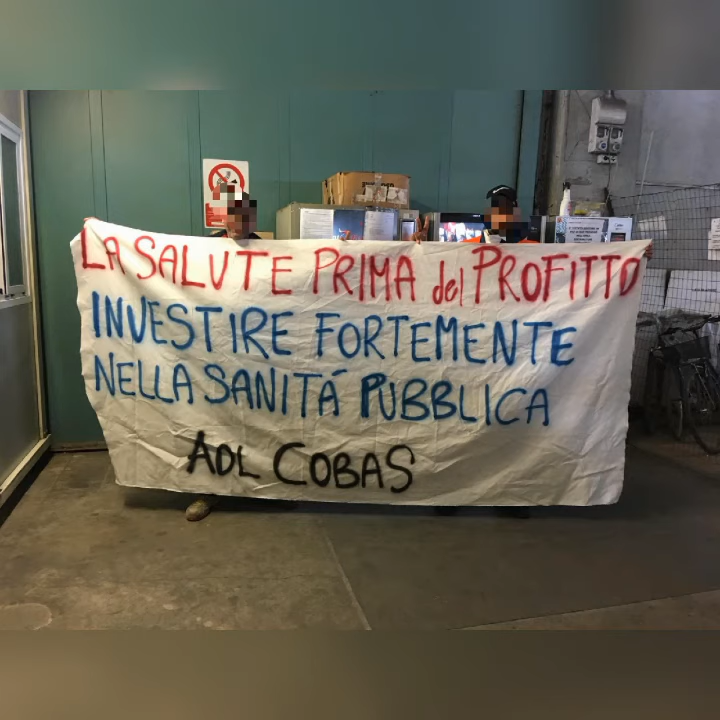 LA SALUTE PRIMA del PROFITTO
INVESTIRE FORTEMENTE
NELLA SANITÁ PUBBLICA
ADL COBAS